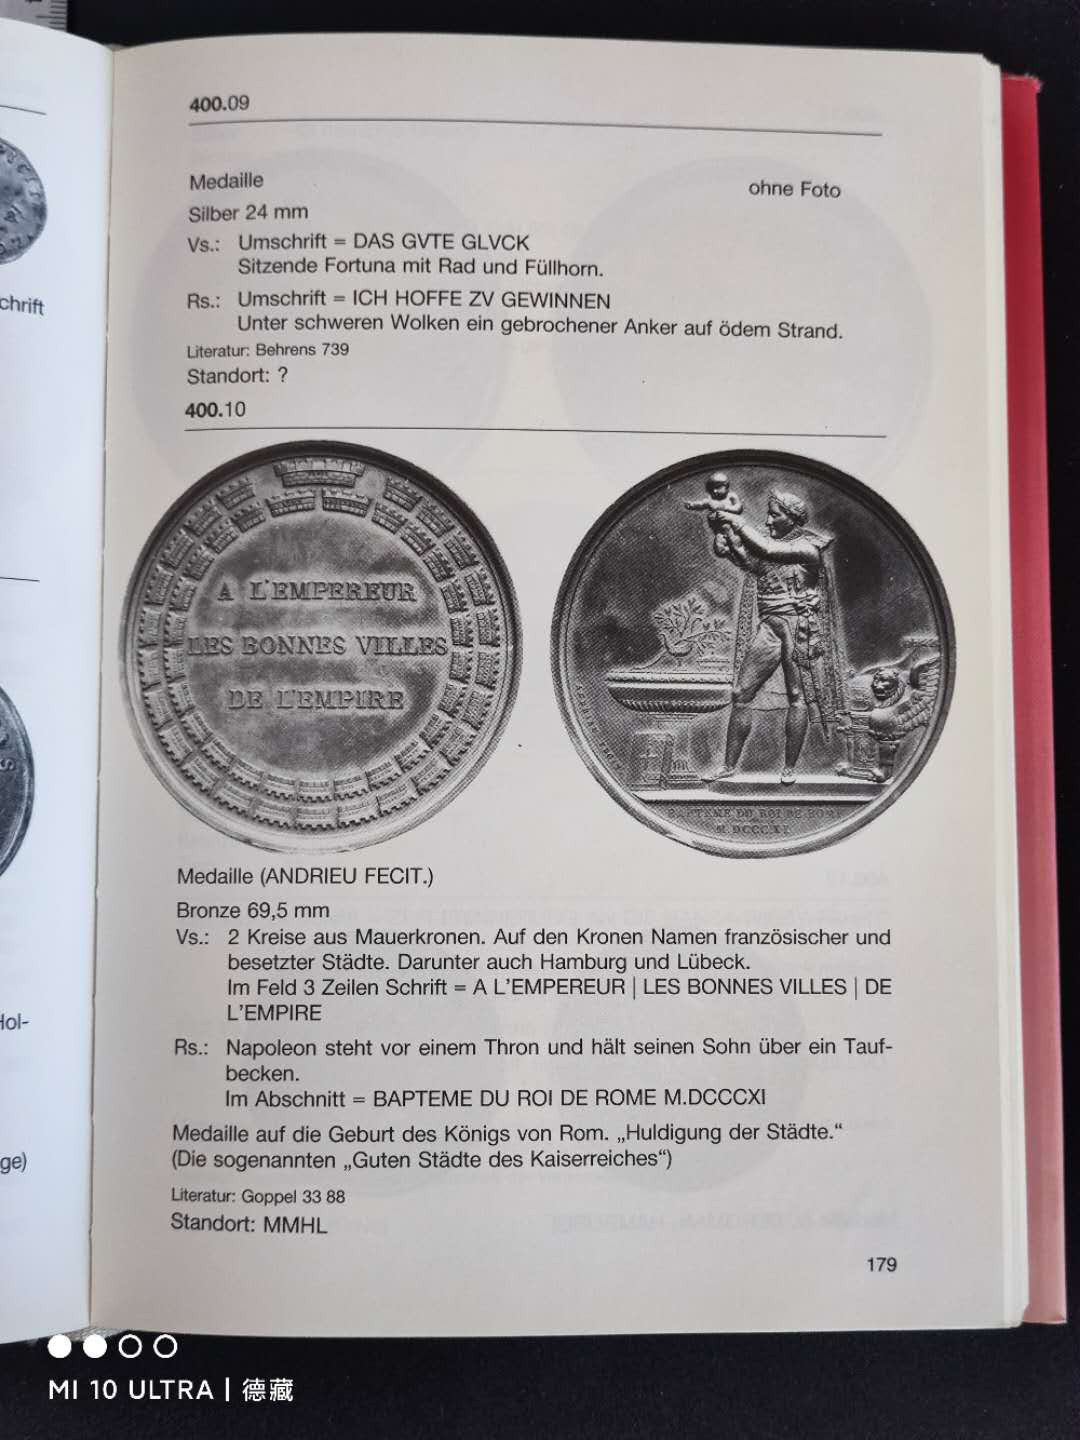 400.09
Medaille
ohne Foto
Silber 24 mm
Vs.: Umschrift = DAS GVTE GLVCK
Sitzende Fortuna mit Rad und Füllhorn.
Rs.: Umschrift = ICH HOFFE ZV GEWINNEN
Unter schweren Wolken ein gebrochener Anker auf ödem Strand.
Literatur: Behrens 739
Standort: ?
400.10
A L'EMPEREUR
LES BONNES VILLES
DE L'EMPIRE
BAPTEME DU ROI DE ROME
M.DCCCXI
Medaille (ANDRIEU FECIT.)
Bronze 69,5 mm
Vs.: 2 Kreise aus Mauerkronen. Auf den Kronen Namen französischer und
besetzter Städte. Darunter auch Hamburg und Lübeck.
Im Feld 3 Zeilen Schrift = A L'EMPEREUR | LES BONNES VILLES | DE
L'EMPIRE
Rs.: Napoleon steht vor einem Thron und hält seinen Sohn über ein Tauf-
becken.
Im Abschnitt = BAPTEME DU ROI DE ROME M.DCCCXI
Medaille auf die Geburt des Königs von Rom. „Huldigung der Städte.“
(Die sogenannten „Guten Städte des Kaiserreiches“)
Literatur: Goppel 33 88
Standort: MMHL
179
chrift
Hol-
ge)
MI 10 ULTRA | 德藏